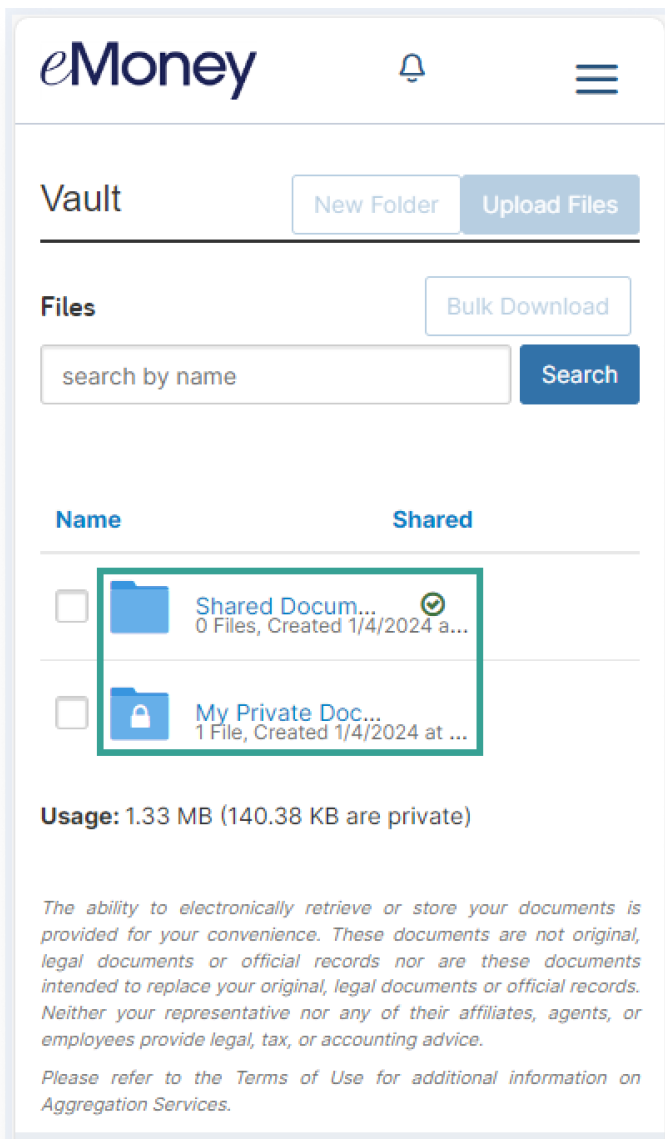 eMoney
Vault
New Folder
Upload Files
Files
Bulk Download
search by name
Search
Name
Shared
Shared Docum...
0 Files, Created 1/4/2024 a...
My Private Doc...
1 File, Created 1/4/2024 at ...
Usage: 1.33 MB (140.38 KB are private)
The ability to electronically retrieve or store your documents is
provided for your convenience. These documents are not original,
legal documents or official records nor are these documents
intended to replace your original, legal documents or official records.
Neither your representative nor any of their affiliates, agents, or
employees provide legal, tax, or accounting advice.
Please refer to the Terms of Use for additional information on
Aggregation Services.